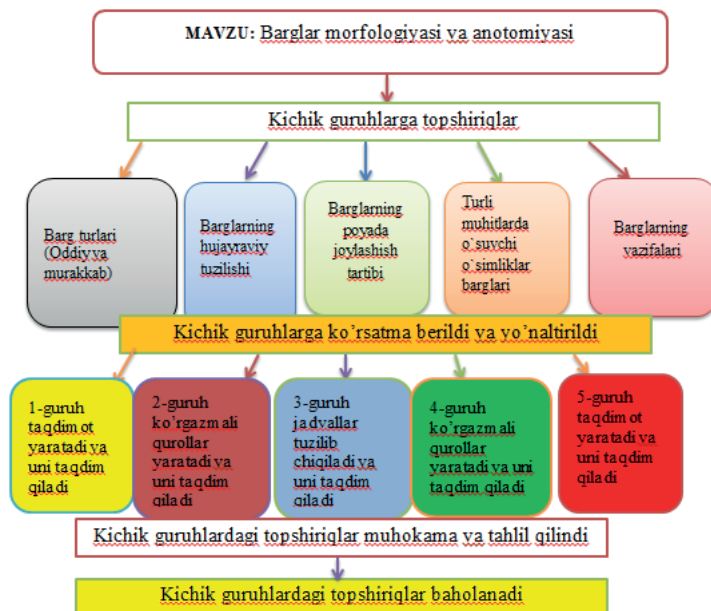 MAVZU: Barglar morfologiyasi va anotomiyasi
Kichik guruhlarga topshiriqlar
Barg turlari
(Oddiy va
murakkab)
Barglarning
hujayraviy
tuzilishi
Barglarning
poyada
joylashish
tartibi
Turli
muhitlarda
o`suvchi
o`simliklar
barglari
Barglarning
vazifalari
Kichik guruhlarga ko’rsatma berildi va yo’naltirildi
1-guruh
taqdimot
yaratadi va
uni taqdim
qiladi
2-guruh
ko’rgazmali
qurollar
yaratadi va
uni taqdim
qiladi
3-guruh
jadvallar
tuzilib
chiqiladi va
uni taqdim
qiladi
4-guruh
ko’rgazmali
qurollar
yaratadi va uni
taqdim qiladi
5-guruh
taqdimot
yaratadi va
uni taqdim
qiladi
Kichik guruhlardagi topshiriqlar muhokama va tahlil qilindi
Kichik guruhlardagi topshiriqlar baholanadi